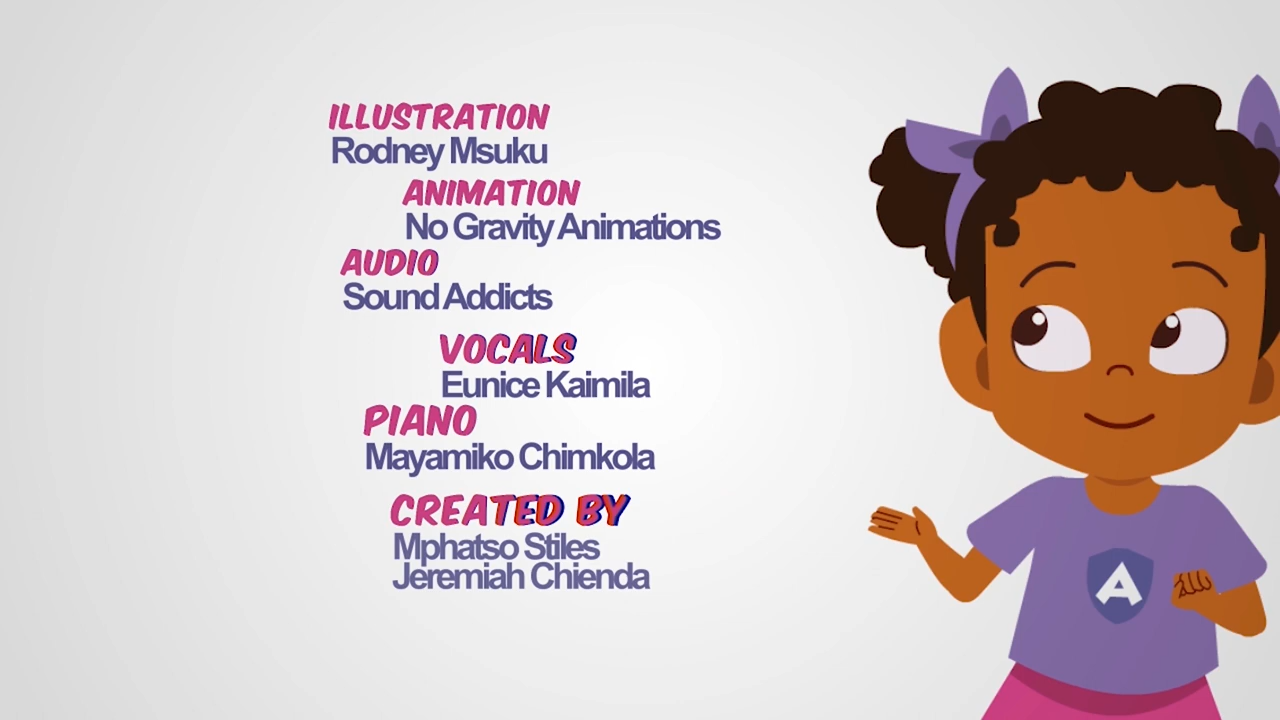 ILLUSTRATION
Rodney Msuku
ANIMATION
No Gravity Animations
AUDIO
Sound Addicts
VOCALS
Eunice Kaimila
PIANO
Mayamiko Chimkola
CREATED BY
Mphatso Stiles
Jeremiah Chienda
A